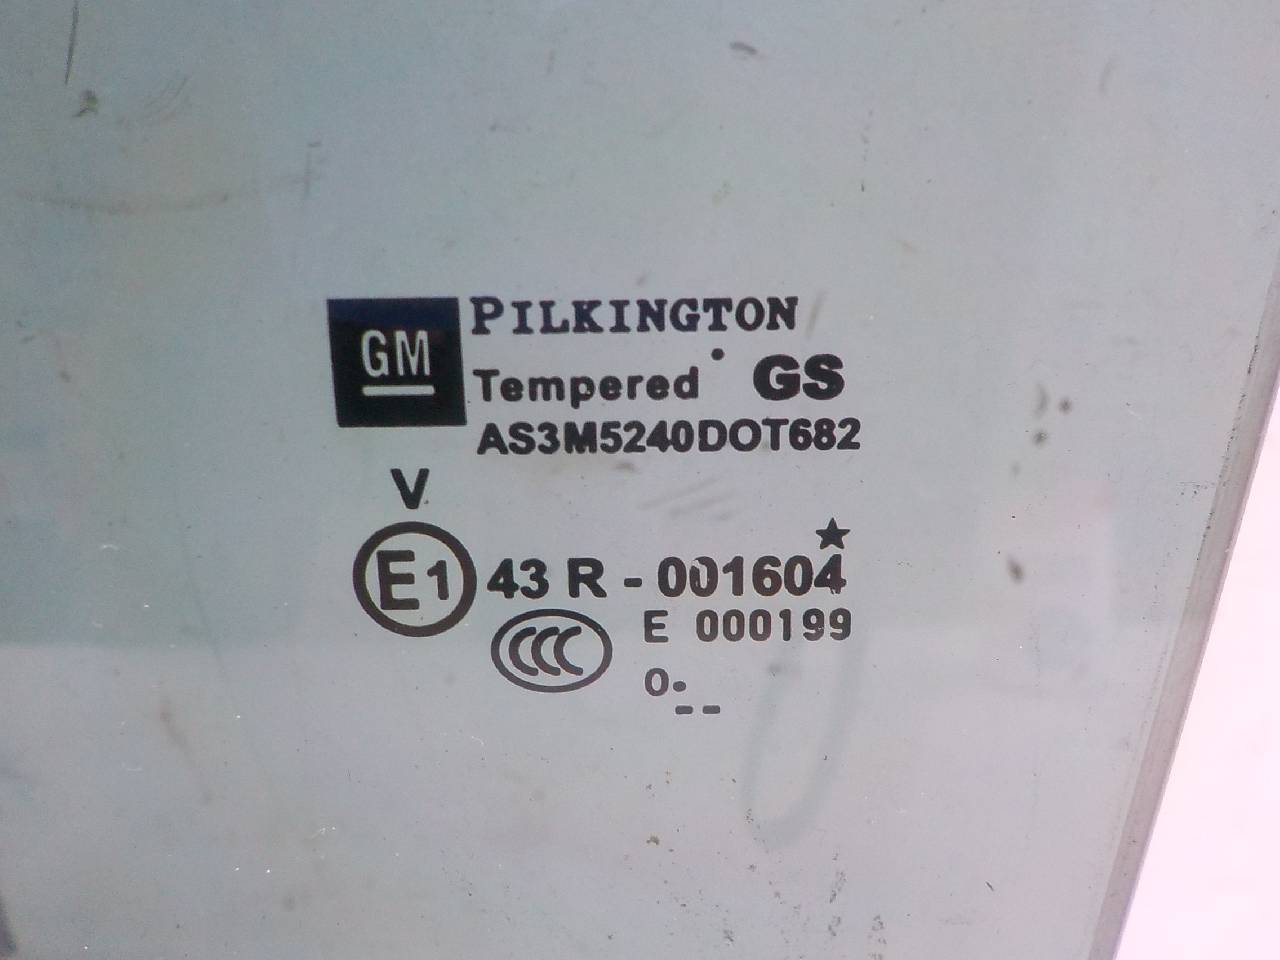 GM
PILKINGTON
Tempered GS
AS3M5240DOT682
V
E1 43 R - 001604
CCC E 000199
0